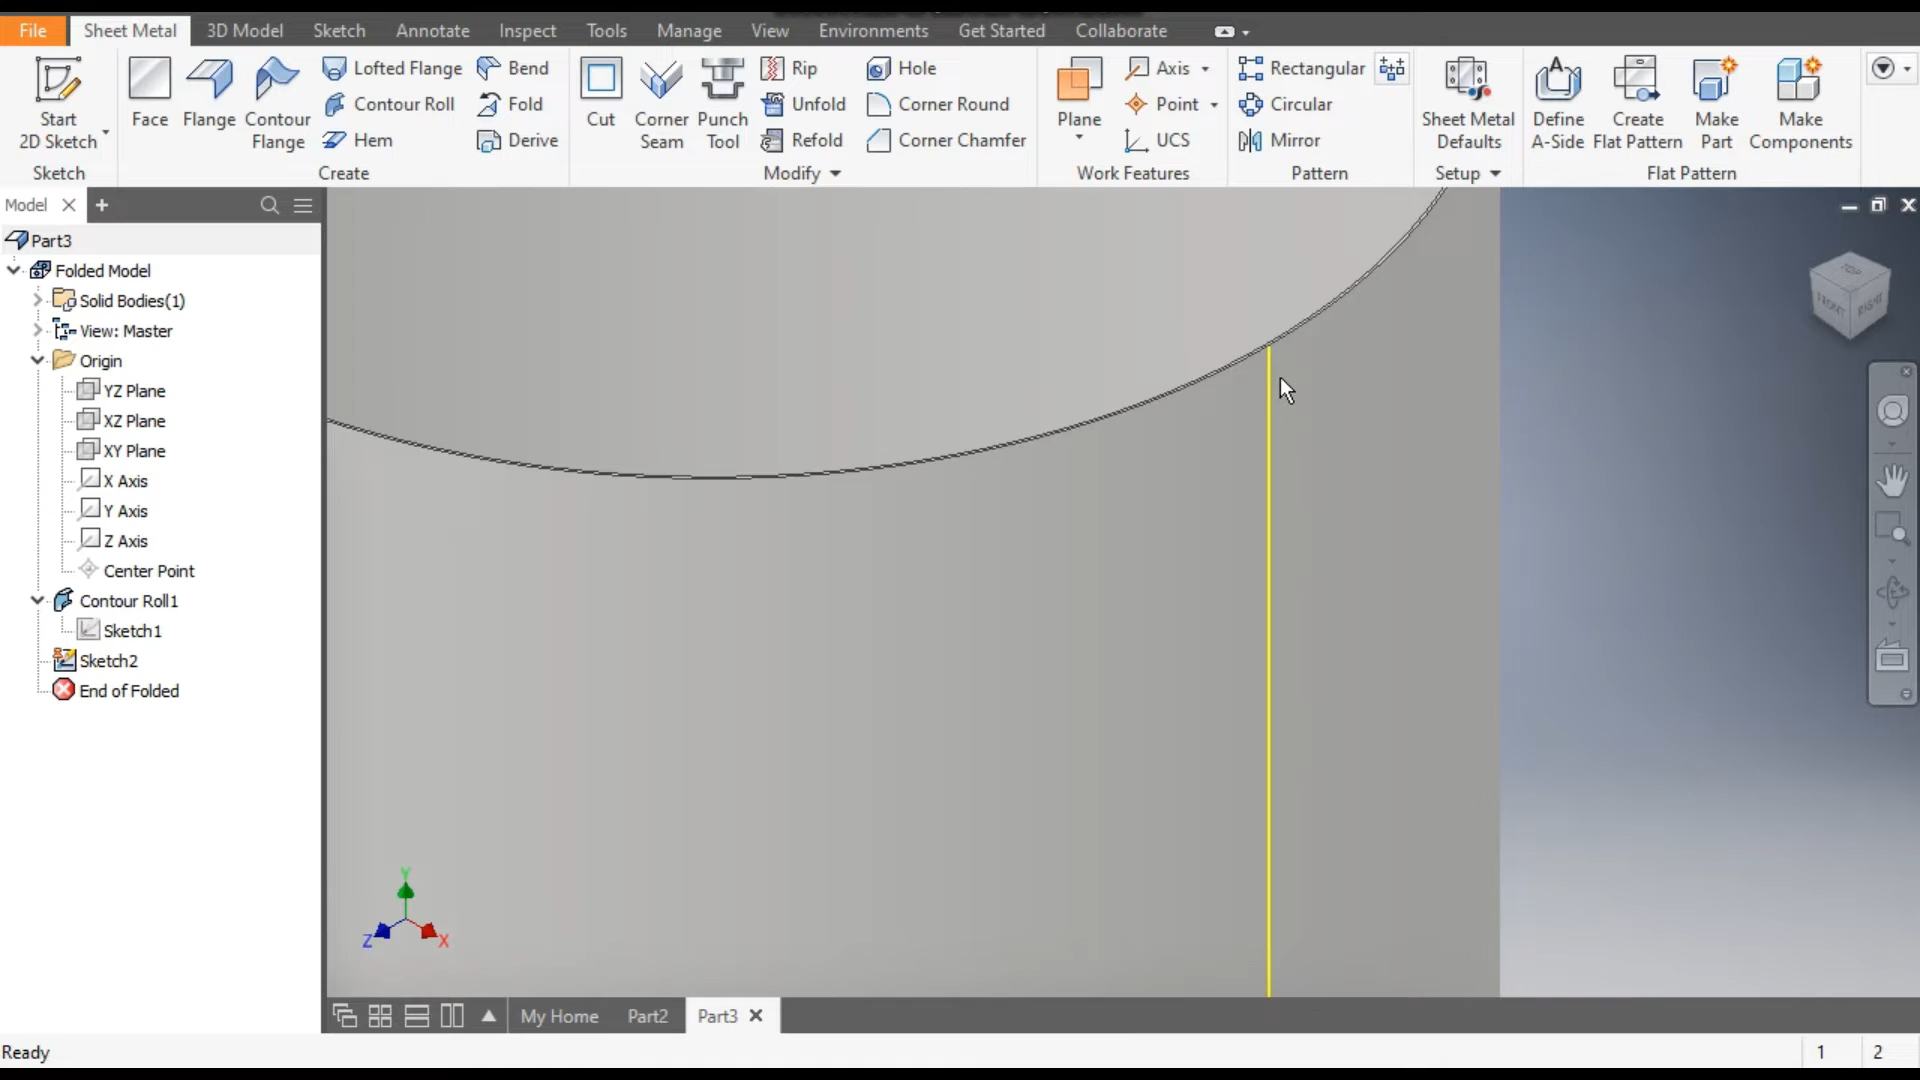 File Sheet Metal 3D Model Sketch Annotate Inspect Tools Manage View Environments Get Started Collaborate
Start
2D Sketch
Face
Flange
Contour
Flange
Lofted Flange
Contour Roll
Hem
Bend
Fold
Derive
Cut
Corner
Seam
Punch
Tool
Rip
Unfold
Refold
Hole
Corner Round
Corner Chamfer
Plane
Axis
Point
UCS
Rectangular
Circular
Mirror
Sheet Metal
Defaults
Define
A-Side
Create
Flat Pattern
Make
Part
Make
Components
Sketch Create Modify Work Features Pattern Setup Flat Pattern
Model
Part3
Folded Model
Solid Bodies(1)
View: Master
Origin
YZ Plane
XZ Plane
XY Plane
X Axis
Y Axis
Z Axis
Center Point
Contour Roll1
Sketch1
Sketch2
End of Folded
TOP
FRONT
RIGHT
Y
Z
X
My Home Part2 Part3
Ready
1 2